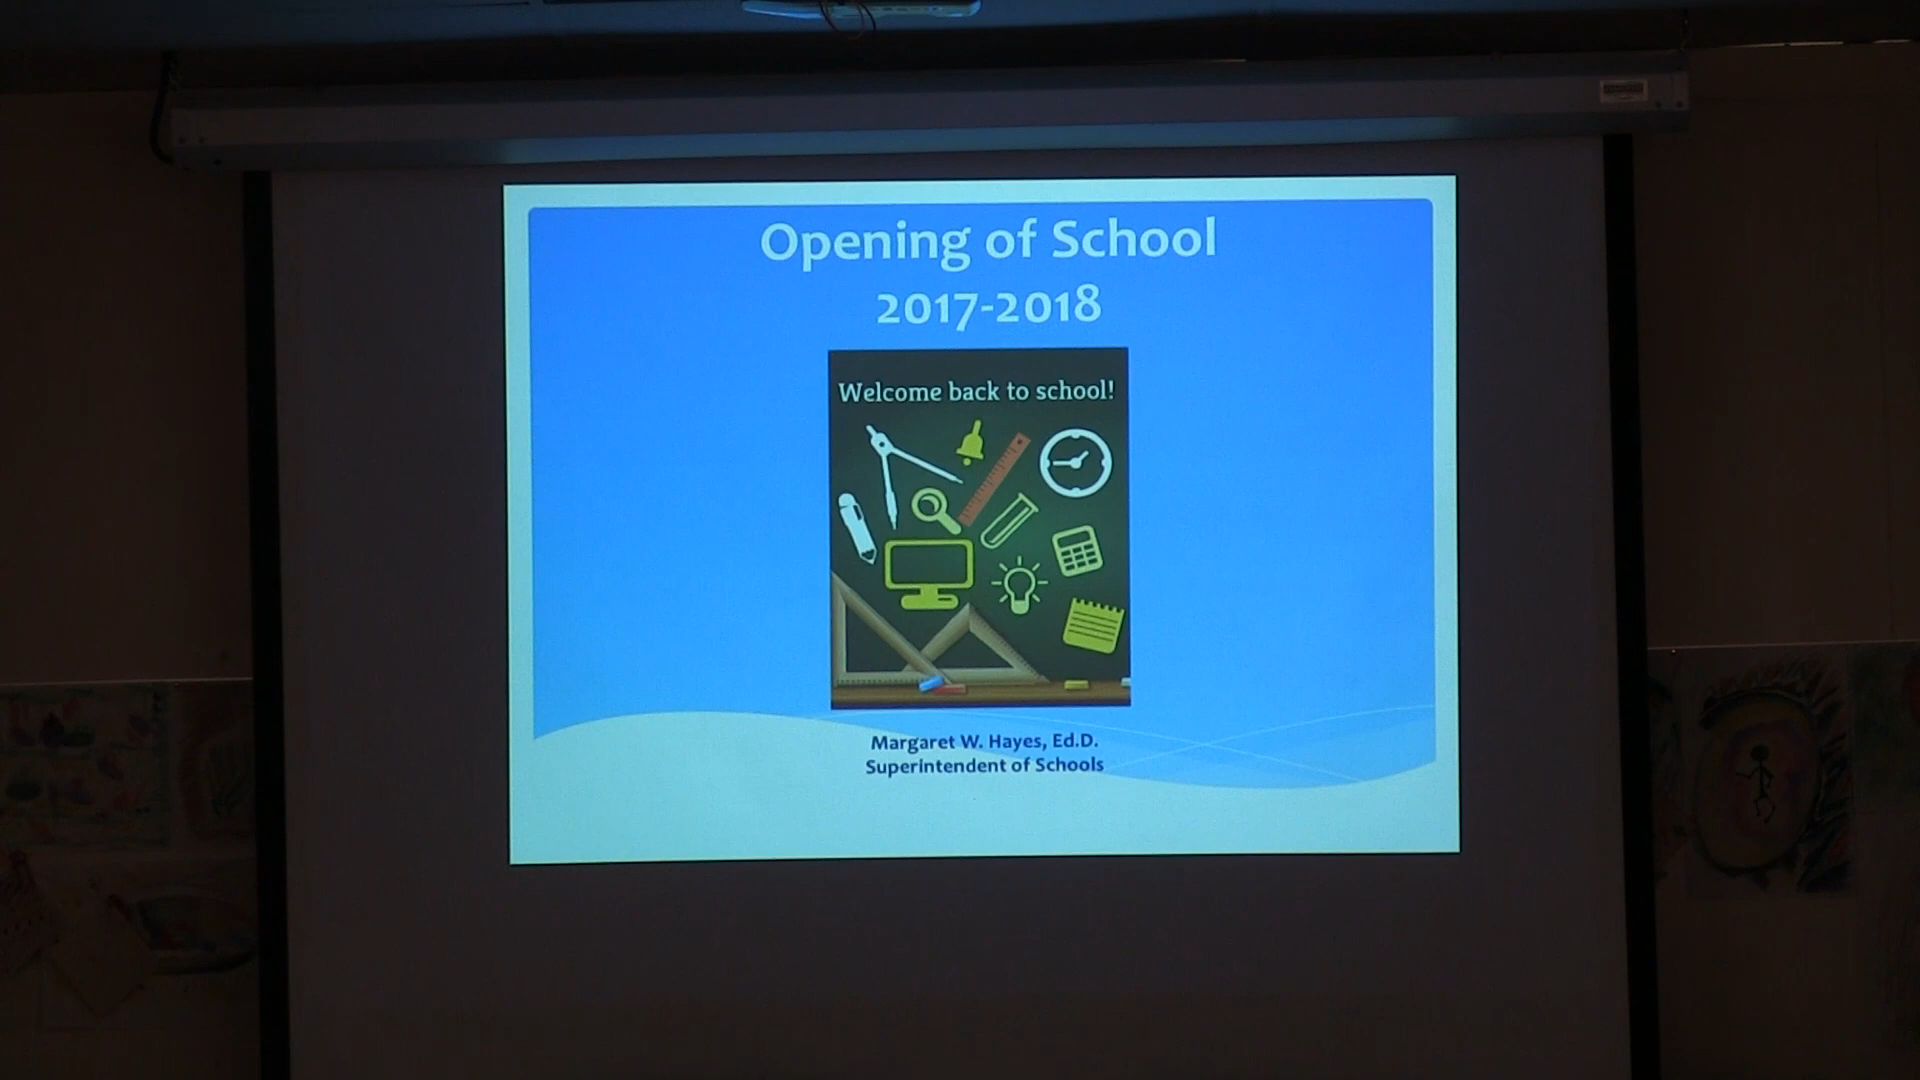 Opening of School
2017-2018
Welcome back to school!
Margaret W. Hayes, Ed.D.
Superintendent of Schools